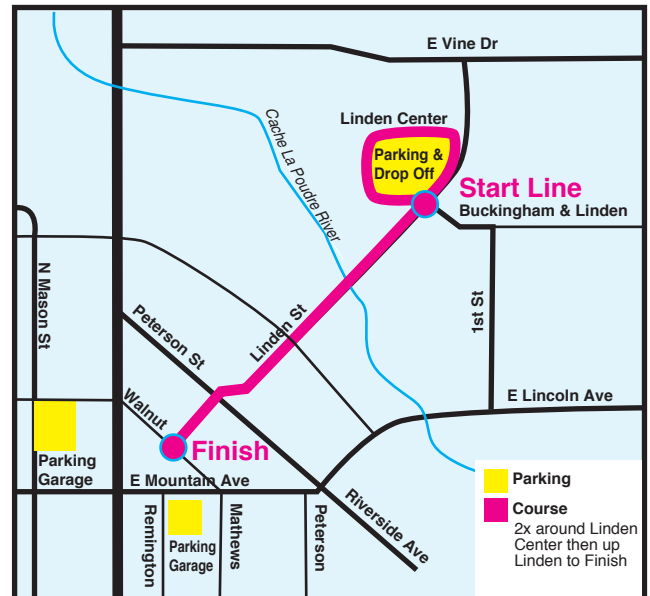 E Vine Dr
Linden Center
Parking &
Drop Off
Start Line
Buckingham & Linden
Cache La Poudre River
N Mason St
1st St
Peterson St
Linden St
Walnut
E Lincoln Ave
Finish
Parking
Garage
E Mountain Ave
Riverside Ave
Remington
Parking
Garage
Mathews
Peterson
Parking
Course
2x around Linden
Center then up
Linden to Finish